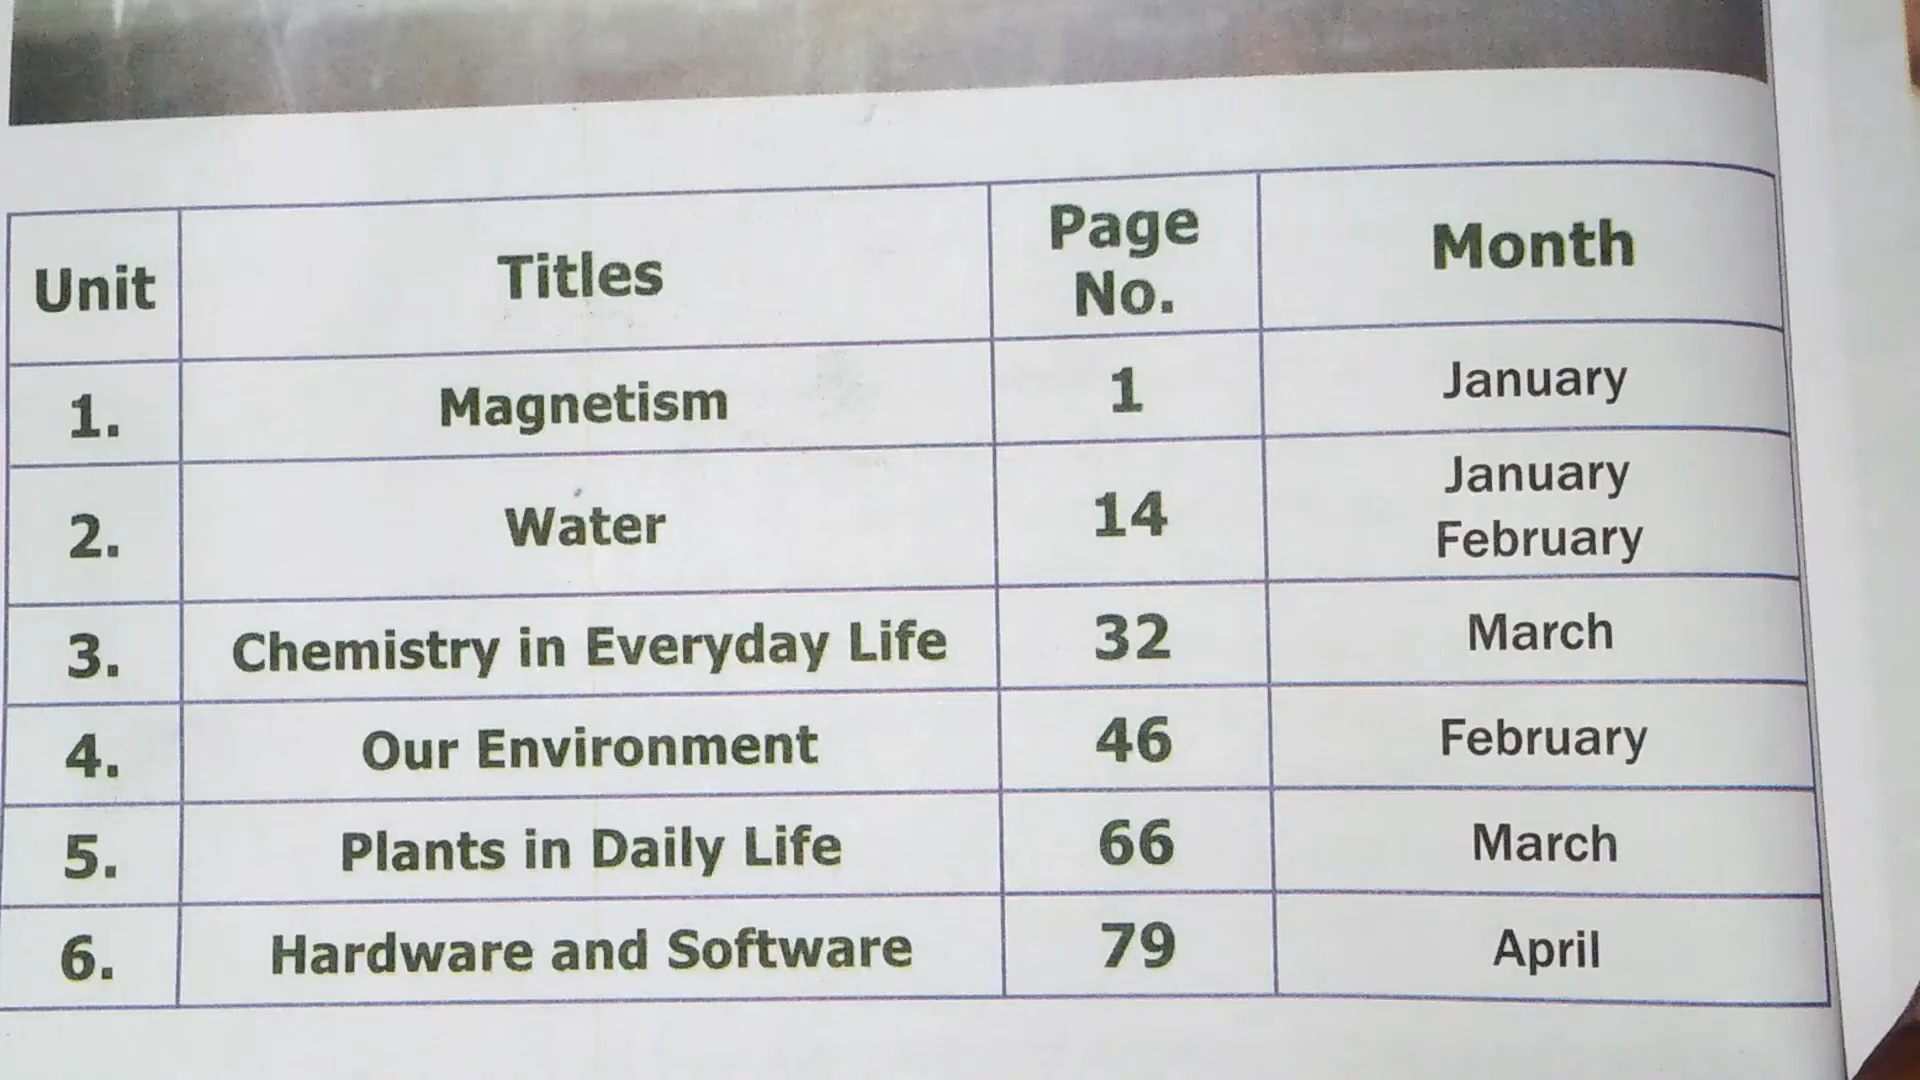 Unit Titles Page No. Month
1. Magnetism 1 January
2. Water 14 January
February
3. Chemistry in Everyday Life 32 March
4. Our Environment 46 February
5. Plants in Daily Life 66 March
6. Hardware and Software 79 April